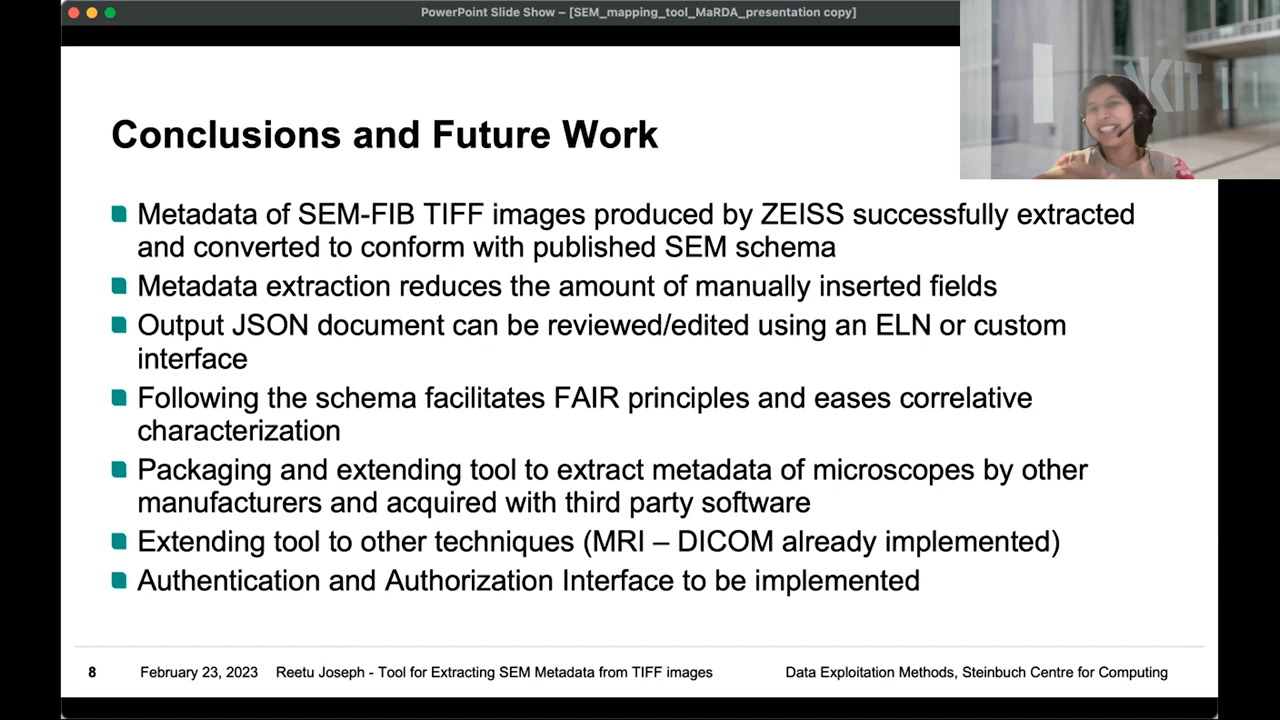 PowerPoint Slide Show – [SEM_mapping_tool_MaRDA_presentation copy]
KIT
Conclusions and Future Work
Metadata of SEM-FIB TIFF images produced by ZEISS successfully extracted
and converted to conform with published SEM schema
Metadata extraction reduces the amount of manually inserted fields
Output JSON document can be reviewed/edited using an ELN or custom
interface
Following the schema facilitates FAIR principles and eases correlative
characterization
Packaging and extending tool to extract metadata of microscopes by other
manufacturers and acquired with third party software
Extending tool to other techniques (MRI – DICOM already implemented)
Authentication and Authorization Interface to be implemented
8 February 23, 2023 Reetu Joseph - Tool for Extracting SEM Metadata from TIFF images Data Exploitation Methods, Steinbuch Centre for Computing